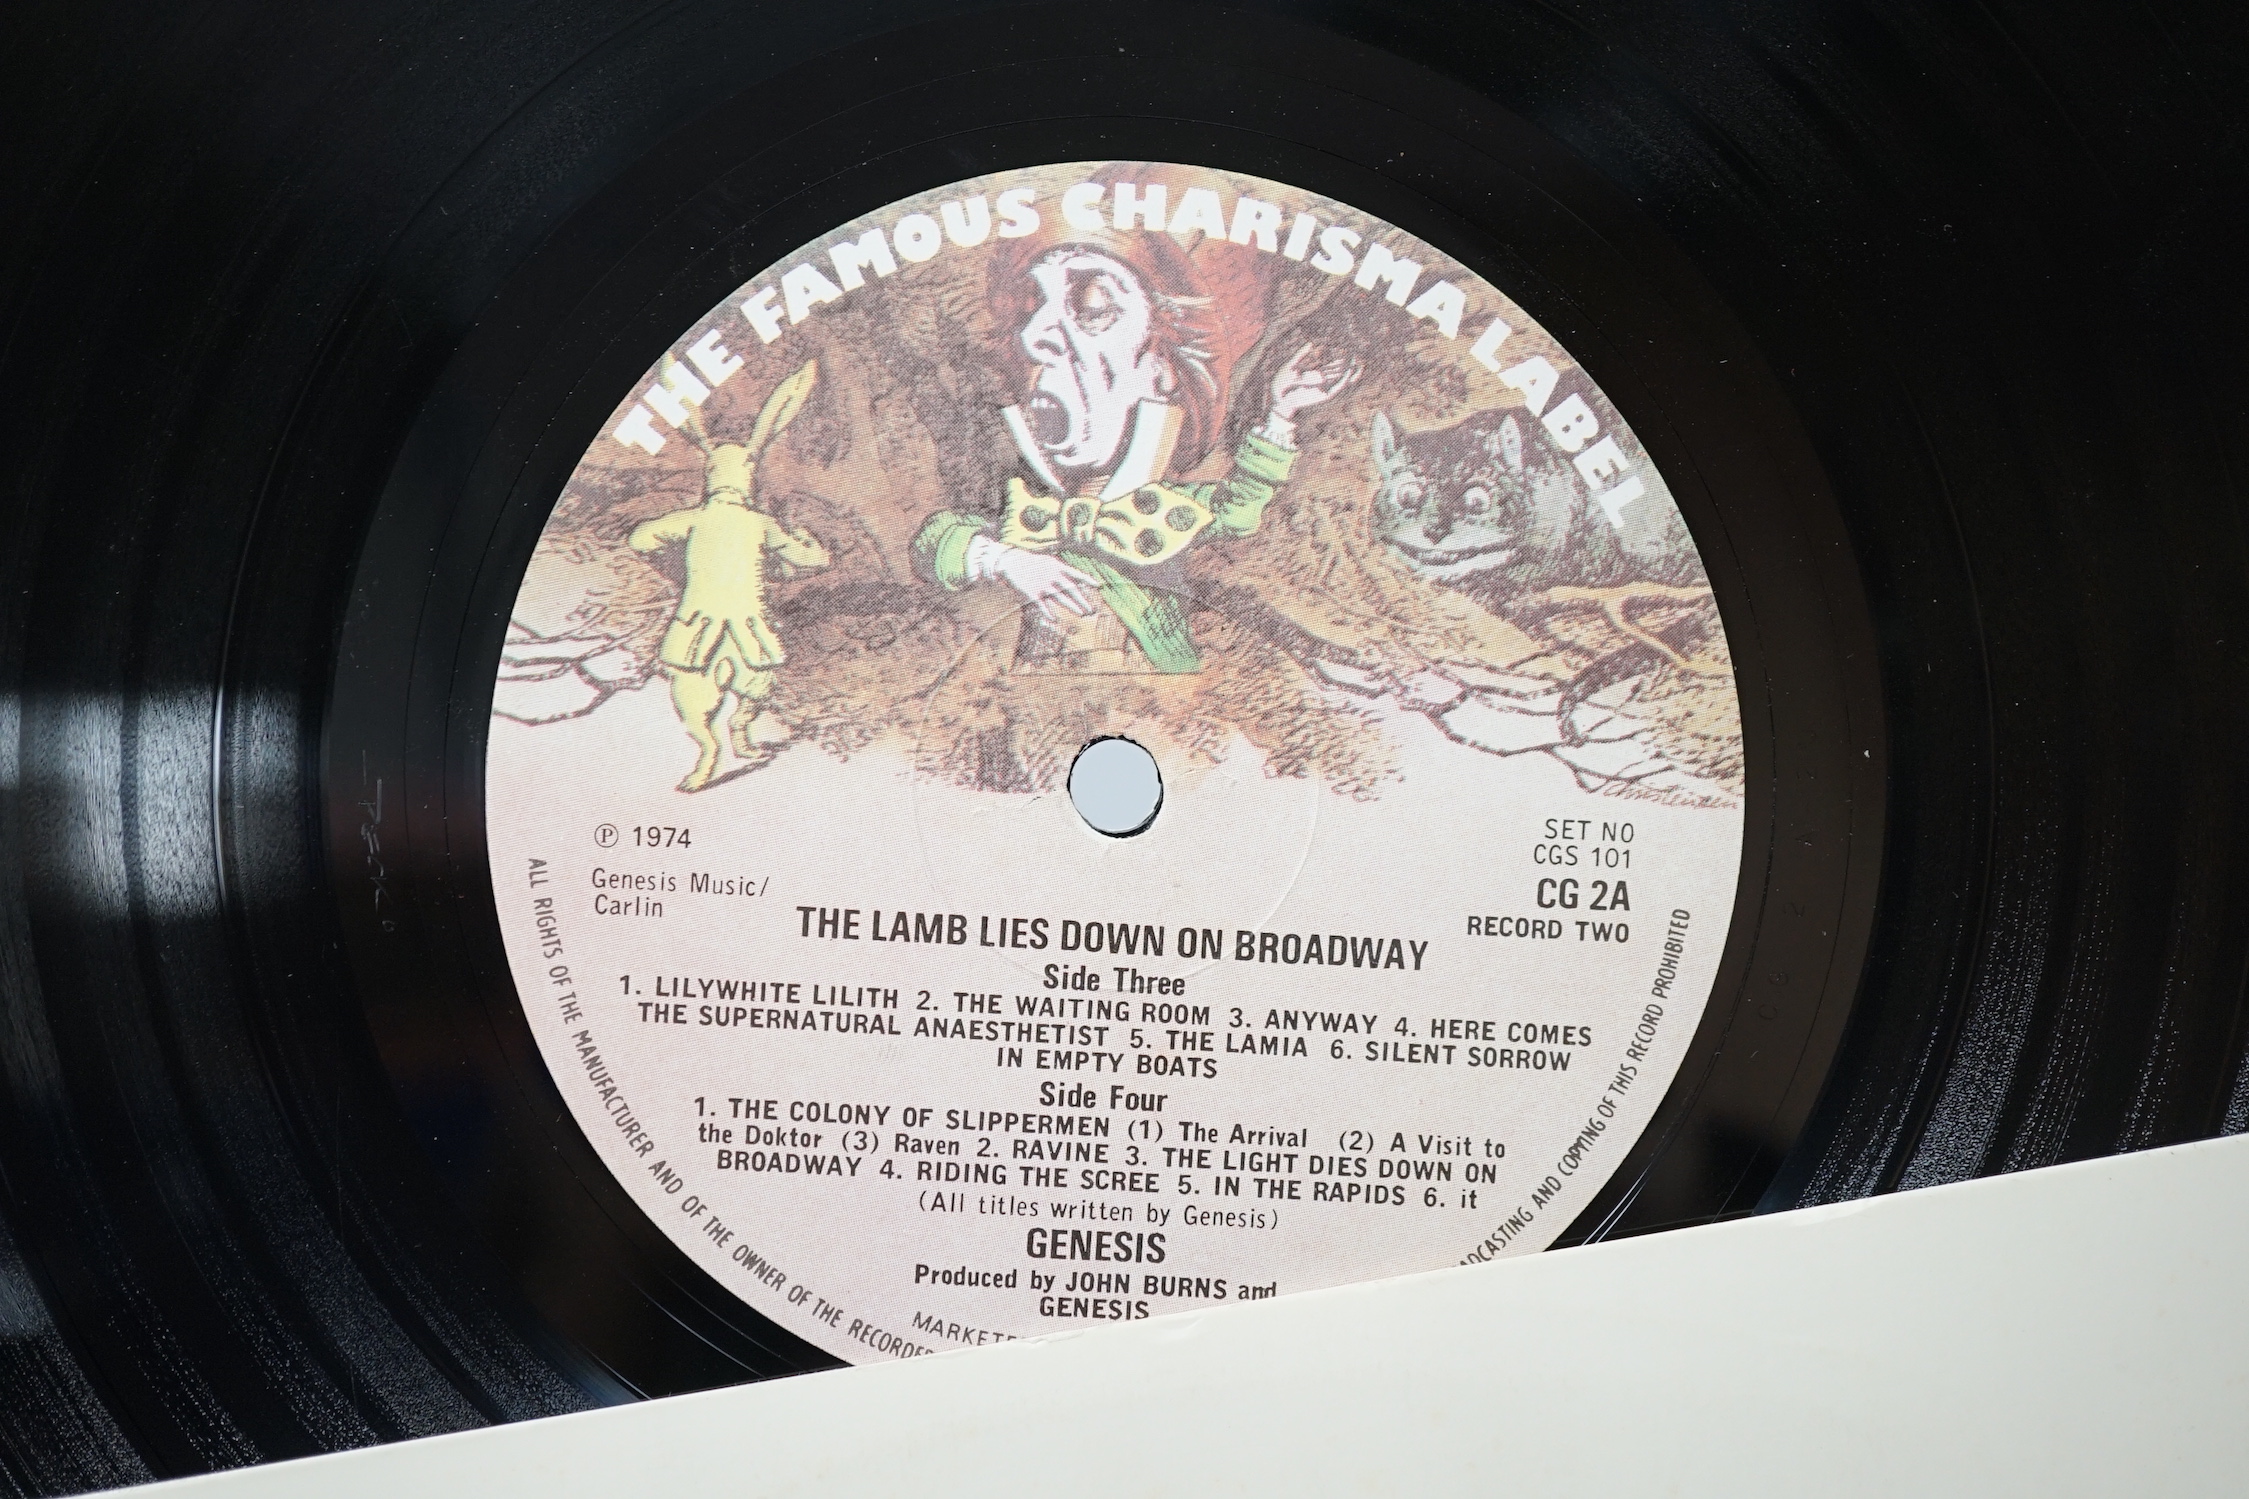 THE FAMOUS CHARISMA LABEL
Christensen
℗ 1974
Genesis Music/
Carlin
SET NO
CGS 101
CG 2A
RECORD TWO
THE LAMB LIES DOWN ON BROADWAY
Side Three
1. LILYWHITE LILITH 2. THE WAITING ROOM 3. ANYWAY 4. HERE COMES
THE SUPERNATURAL ANAESTHETIST 5. THE LAMIA 6. SILENT SORROW
IN EMPTY BOATS
Side Four
1. THE COLONY OF SLIPPERMEN (1) The Arrival (2) A Visit to
the Doktor (3) Raven 2. RAVINE 3. THE LIGHT DIES DOWN ON
BROADWAY 4. RIDING THE SCREE 5. IN THE RAPIDS 6. it
(All titles written by Genesis)
GENESIS
Produced by JOHN BURNS and
GENESIS
ALL RIGHTS OF THE MANUFACTURER AND OF THE OWNER OF THE
AND COPYING OF THIS RECORD PROHIBITED